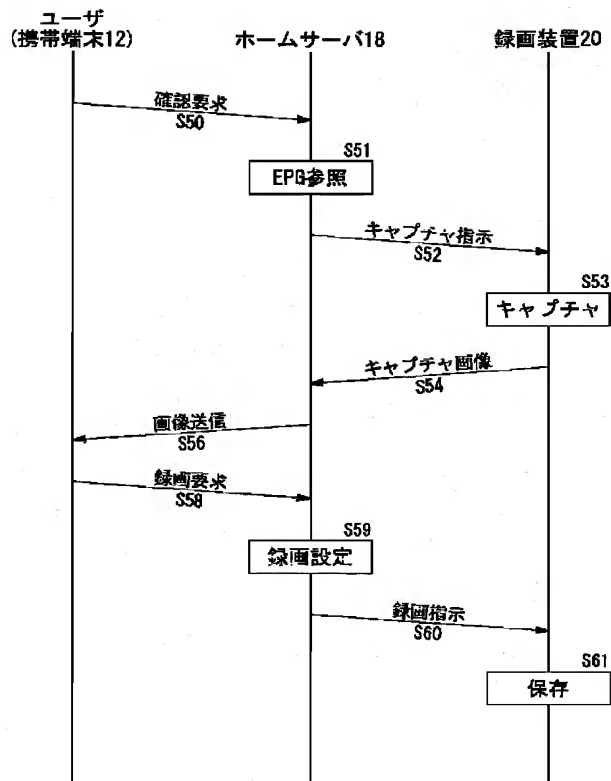 ユーザ
(携帯端末12)
ホームサーバ18
録画装置20
確認要求
S50
S51
EPG参照
キャプチャ指示
S52
S53
キャプチャ
キャプチャ画像
S54
画像送信
S56
録画要求
S58
S59
録画設定
録画指示
S60
S61
保存